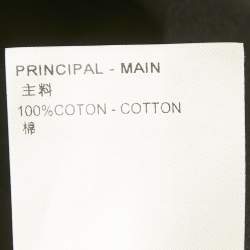 PRINCIPAL - MAIN
主料
100%COTON - COTTON
棉